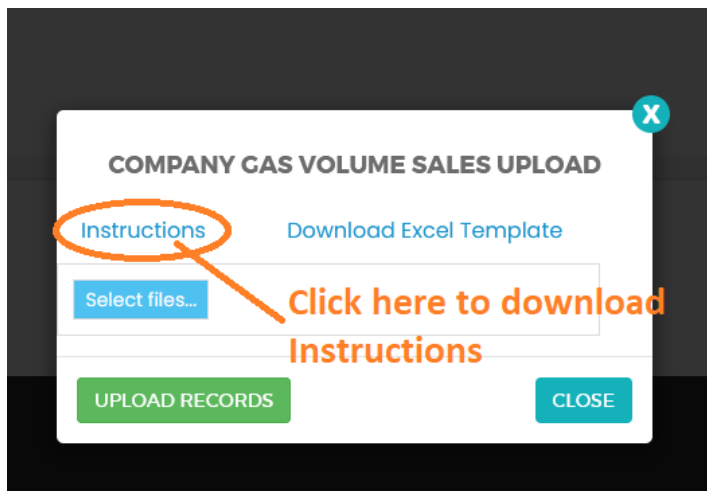 X
COMPANY GAS VOLUME SALES UPLOAD
Instructions Download Excel Template
Select files...
Click here to download
Instructions
UPLOAD RECORDS CLOSE